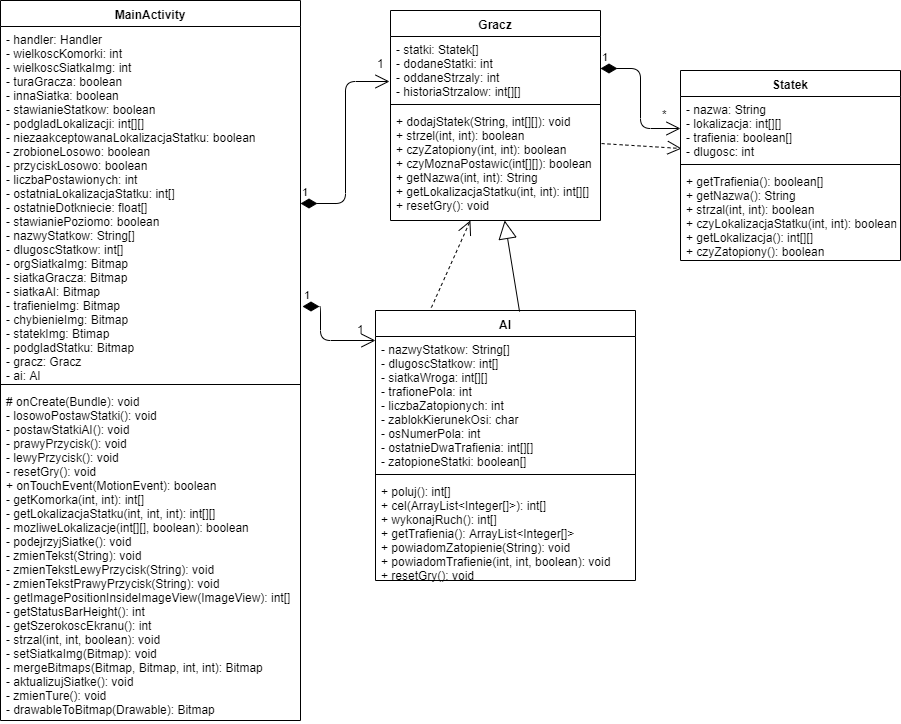 MainActivity
- handler: Handler
- wielkoscKomorki: int
- wielkoscSiatkaImg: int
- turaGracza: boolean
- innaSiatka: boolean
- stawianieStatkow: boolean
- podgladLokalizacji: int[][]
- niezaakceptowanaLokalizacjaStatku: boolean
- zrobioneLosowo: boolean
- przyciskLosowo: boolean
- liczbaPostawionych: int
- ostatniaLokalizacjaStatku: int[]
- ostatnieDotkniecie: float[]
- stawianiePoziomo: boolean
- nazwyStatkow: String[]
- dlugoscStatkow: int[]
- orgSiatkaImg: Bitmap
- siatkaGracza: Bitmap
- siatkaAI: Bitmap
- trafienieImg: Bitmap
- chybienieImg: Bitmap
- statekImg: Btimap
- podgladStatku: Bitmap
- gracz: Gracz
- ai: AI
# onCreate(Bundle): void
- losowoPostawStatki(): void
- postawStatkiAI(): void
- prawyPrzycisk(): void
- lewyPrzycisk(): void
- resetGry(): void
+ onTouchEvent(MotionEvent): boolean
- getKomorka(int, int): int[]
- getLokalizacjaStatku(int, int, int): int[][]
- mozliweLokalizacje(int[][], boolean): boolean
- podejrzyjSiatke(): void
- zmienTekst(String): void
- zmienTekstLewyPrzycisk(String): void
- zmienTekstPrawyPrzycisk(String): void
- getImagePositionInsideImageView(ImageView): int[]
- getStatusBarHeight(): int
- getSzerokoscEkranu(): int
- strzal(int, int, boolean): void
- setSiatkaImg(Bitmap): void
- mergeBitmaps(Bitmap, Bitmap, int, int): Bitmap
- aktualizujSiatke(): void
- zmienTure(): void
- drawableToBitmap(Drawable): Bitmap
1
1
1
1
Gracz
- statki: Statek[]
- dodaneStatki: int
- oddaneStrzaly: int
- historiaStrzalow: int[][]
+ dodajStatek(String, int[][]): void
+ strzel(int, int): boolean
+ czyZatopiony(int, int): boolean
+ czyMoznaPostawic(int[][]): boolean
+ getNazwa(int, int): String
+ getLokalizacjaStatku(int, int): int[][]
+ resetGry(): void
1
*
Statek
- nazwa: String
- lokalizacja: int[][]
- trafienia: boolean[]
- dlugosc: int
+ getTrafienia(): boolean[]
+ getNazwa(): String
+ strzal(int, int): boolean
+ czyLokalizacjaStatku(int, int): boolean
+ getLokalizacja(): int[][]
+ czyZatopiony(): boolean
AI
- nazwyStatkow: String[]
- dlugoscStatkow: int[]
- siatkaWroga: int[][]
- trafionePola: int
- liczbaZatopionych: int
- zablokKierunekOsi: char
- osNumerPola: int
- ostatnieDwaTrafienia: int[][]
- zatopioneStatki: boolean[]
+ poluj(): int[]
+ cel(ArrayList<Integer[]>): int[]
+ wykonajRuch(): int[]
+ getTrafienia(): ArrayList<Integer[]>
+ powiadomZatopienie(String): void
+ powiadomTrafienie(int, int, boolean): void
+ resetGry(): void